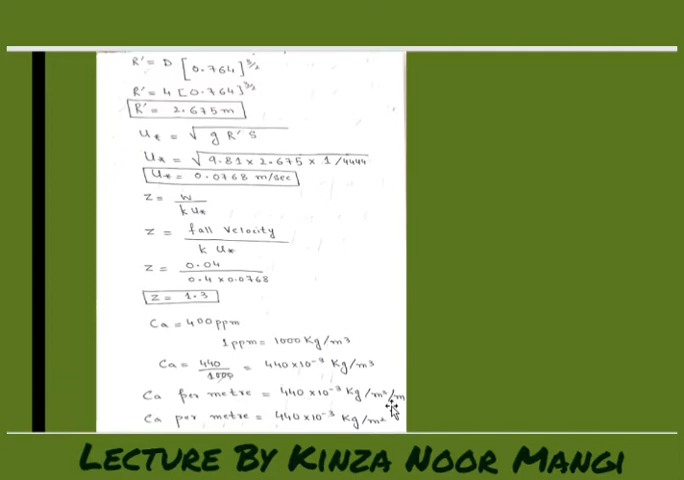 R' = D [0.764]^3/2
R' = 4 [0.764]^3/2
R' = 2.675 m
U* = √ g R' S
U* = √ 9.81 x 2.675 x 1/4444
U* = 0.0768 m/sec
Z = w / k U*
Z = fall velocity / k U*
Z = 0.04 / 0.4 x 0.0768
Z = 1.3
Ca = 400 ppm
1 ppm = 1000 Kg/m³
Ca = 440 / 1000 = 440 x10⁻³ Kg/m³
Ca per metre = 440 x10⁻³ Kg/m³/m
Ca per metre = 440 x10⁻³ Kg/m²
LECTURE BY KINZA NOOR MANGI